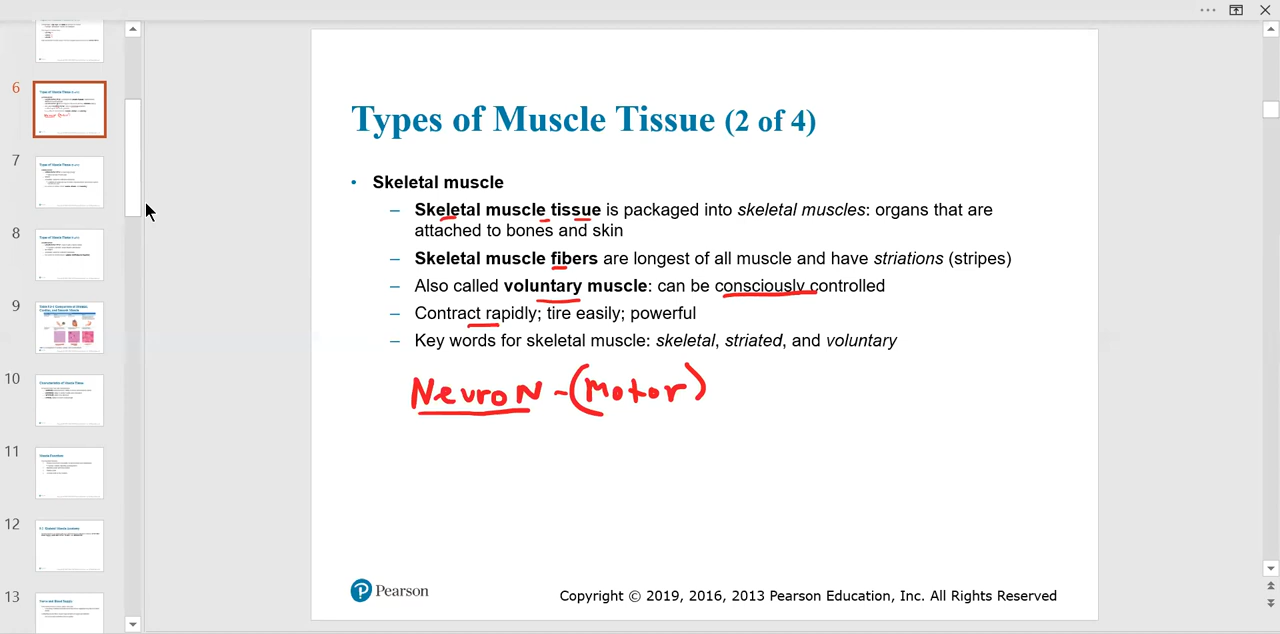 6
7
8
9
10
11
12
13
Types of Muscle Tissue (2 of 4)
• Skeletal muscle
– Skeletal muscle tissue is packaged into skeletal muscles: organs that are
attached to bones and skin
– Skeletal muscle fibers are longest of all muscle and have striations (stripes)
– Also called voluntary muscle: can be consciously controlled
– Contract rapidly; tire easily; powerful
– Key words for skeletal muscle: skeletal, striated, and voluntary
NeuroN - (Motor)
Pearson
Copyright © 2019, 2016, 2013 Pearson Education, Inc. All Rights Reserved